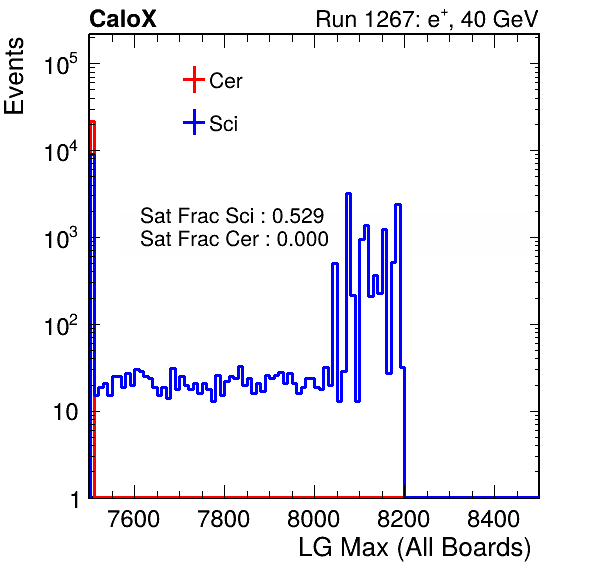 CaloX Run 1267: e⁺, 40 GeV
Events
Cer
Sci
Sat Frac Sci : 0.529
Sat Frac Cer : 0.000
10⁵
10⁴
10³
10²
10
1
7600 7800 8000 8200 8400
LG Max (All Boards)